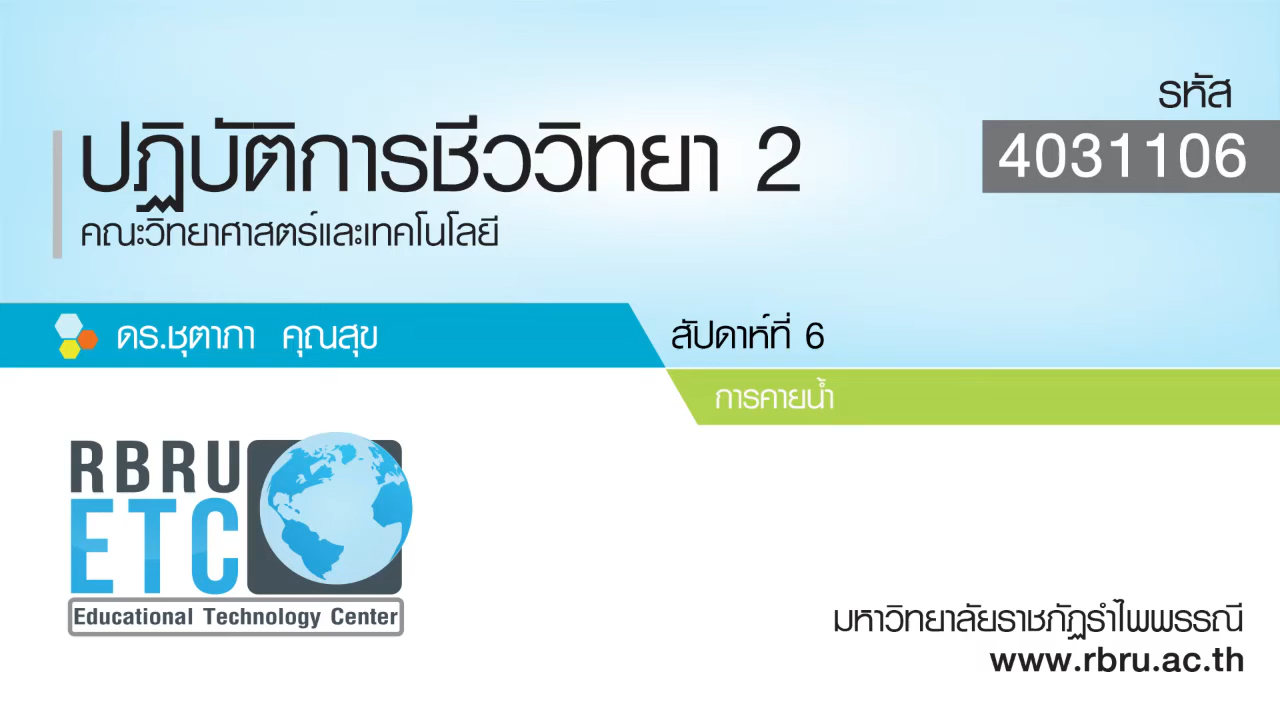 รหัส
4031106
ปฏิบัติการชีววิทยา 2
คณะวิทยาศาสตร์และเทคโนโลยี
ดร.ชุตาภา คุณสุข
สัปดาห์ที่ 6
การคายน้ำ
RBRU
ETC
Educational Technology Center
มหาวิทยาลัยราชภัฏรำไพพรรณี
www.rbru.ac.th